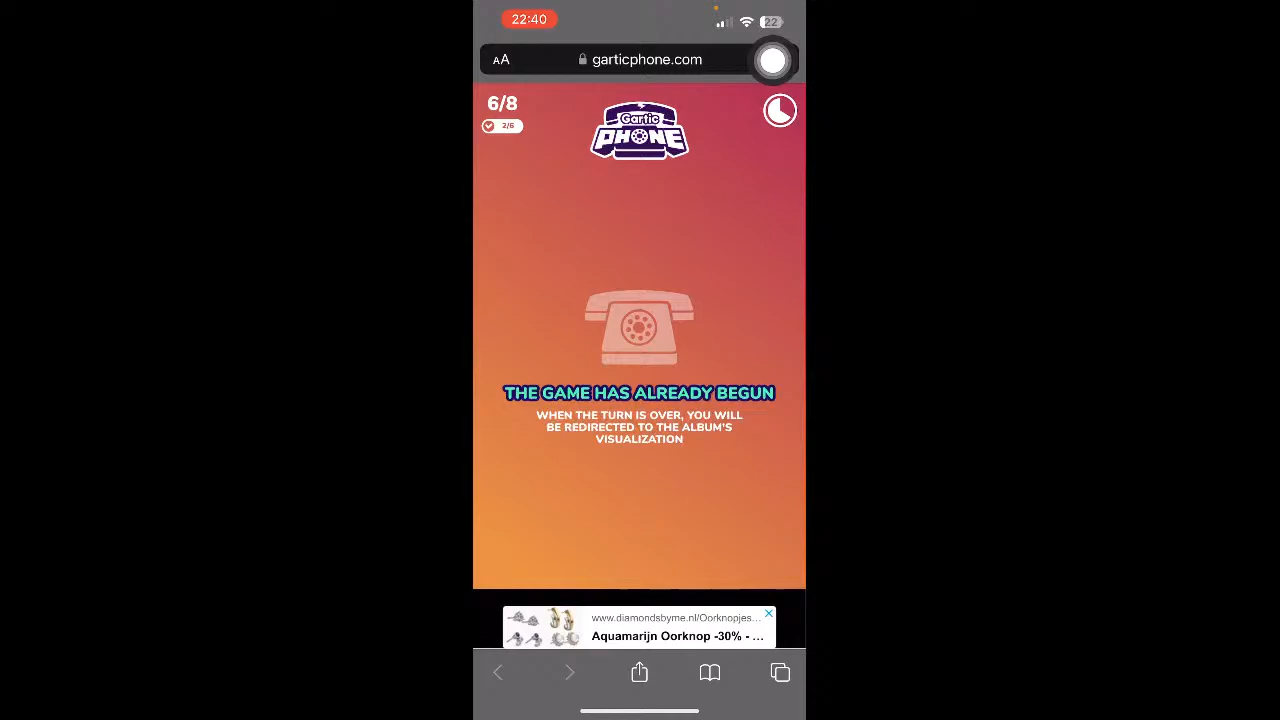 22:40
22
AA
garticphone.com
6/8
2/6
Gartic
PHONE
THE GAME HAS ALREADY BEGUN
WHEN THE TURN IS OVER, YOU WILL
BE REDIRECTED TO THE ALBUM'S
VISUALIZATION
www.diamondsbyme.nl/Oorknopjes...
Aquamarijn Oorknop -30% - ...